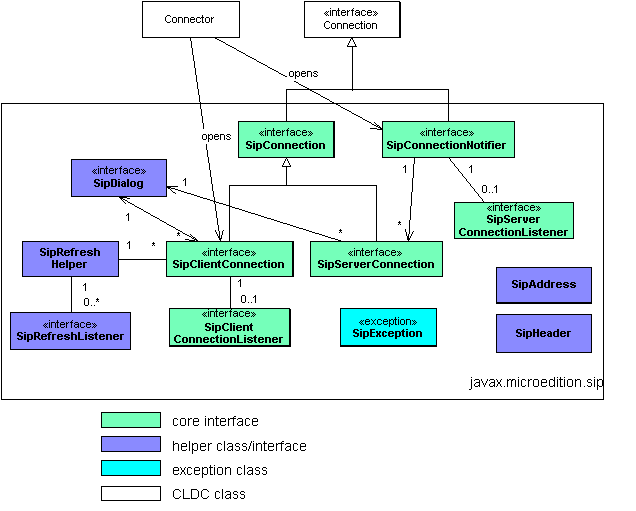 Connector
«interface»
Connection
opens
opens
«interface»
SipConnection
«interface»
SipConnectionNotifier
«interface»
SipDialog
1
1
1
0..1
«interface»
SipServer
ConnectionListener
1
*
*
*
SipRefresh
Helper
1
*
«interface»
SipClientConnection
«interface»
SipServerConnection
1
0..*
1
0..1
SipAddress
«interface»
SipRefreshListener
«interface»
SipClient
ConnectionListener
«exception»
SipException
SipHeader
javax.microedition.sip
core interface
helper class/interface
exception class
CLDC class